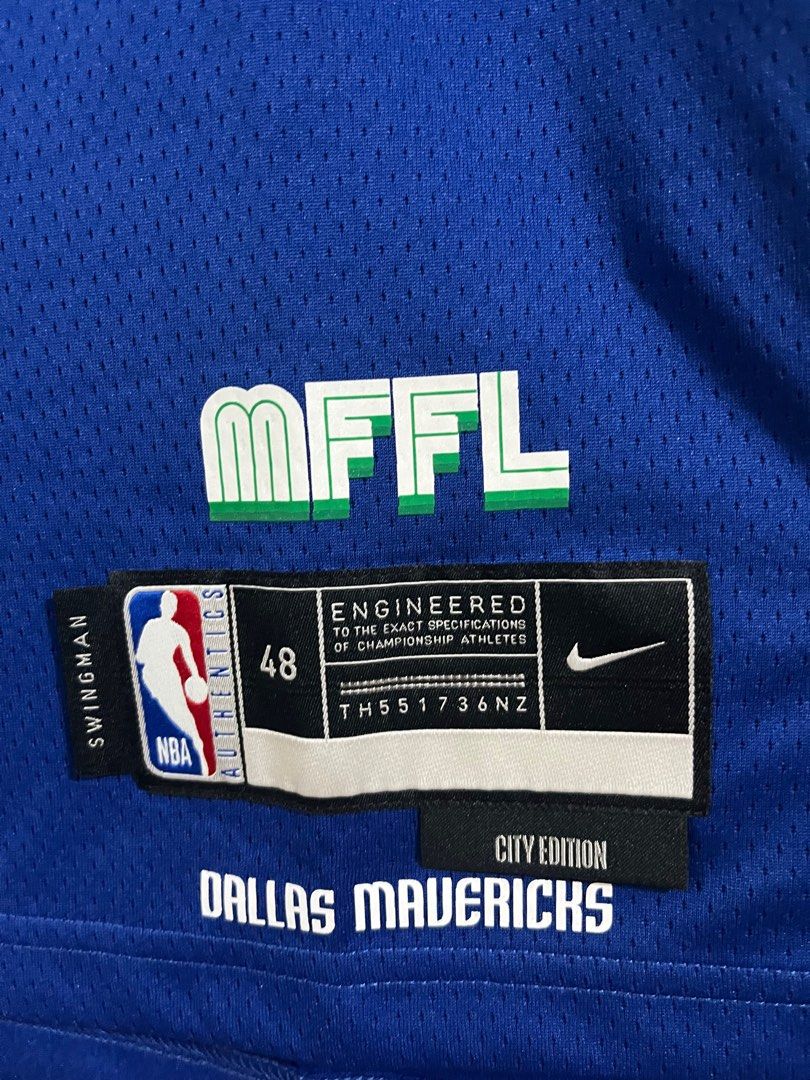 MFFL
SWINGMAN
NBA
AUTHENTICS
48
ENGINEERED
TO THE EXACT SPECIFICATIONS
OF CHAMPIONSHIP ATHLETES
TH551736NZ
CITY EDITION
DALLAS MAVERICKS